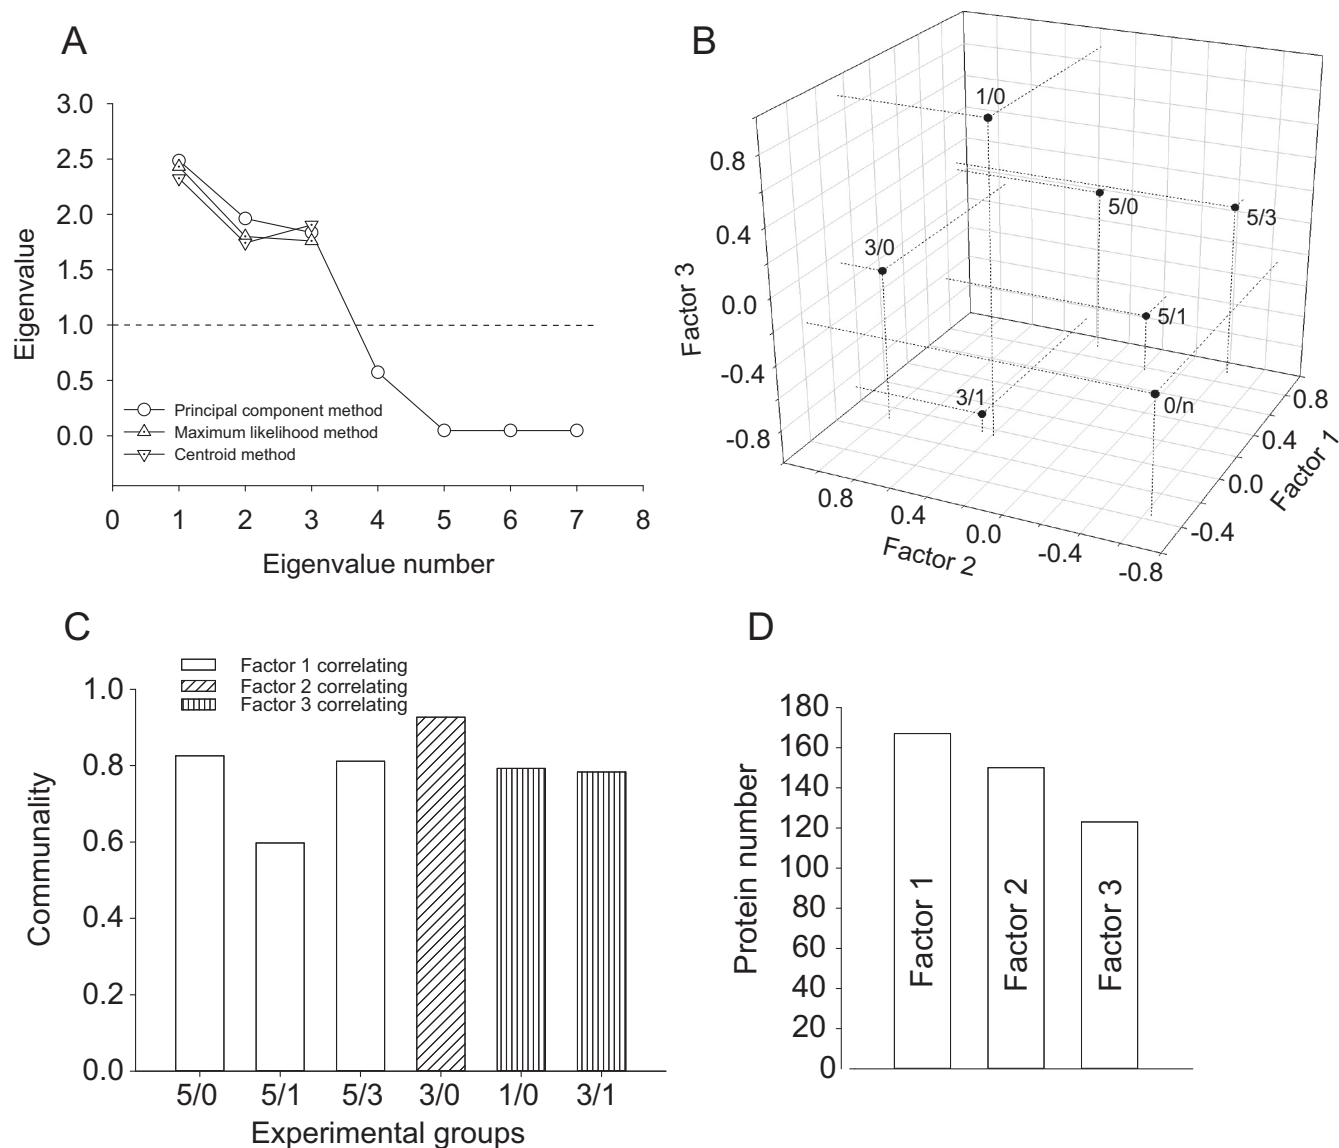 A
3.0
2.5
2.0
1.5
1.0
0.5
0.0
Eigenvalue
Principal component method
Maximum likelihood method
Centroid method
0 1 2 3 4 5 6 7 8
Eigenvalue number
B
1/0
5/0
5/3
3/0
5/1
3/1
0/n
0.8
0.4
0.0
-0.4
-0.8
Factor 3
0.8
0.4
0.0
-0.4
-0.8
Factor 2
0.8
0.4
0.0
-0.4
Factor 1
C
Factor 1 correlating
Factor 2 correlating
Factor 3 correlating
1.0
0.8
0.6
0.4
0.2
0.0
Communality
5/0 5/1 5/3 3/0 1/0 3/1
Experimental groups
D
180
160
140
120
100
80
60
40
20
0
Protein number
Factor 1
Factor 2
Factor 3